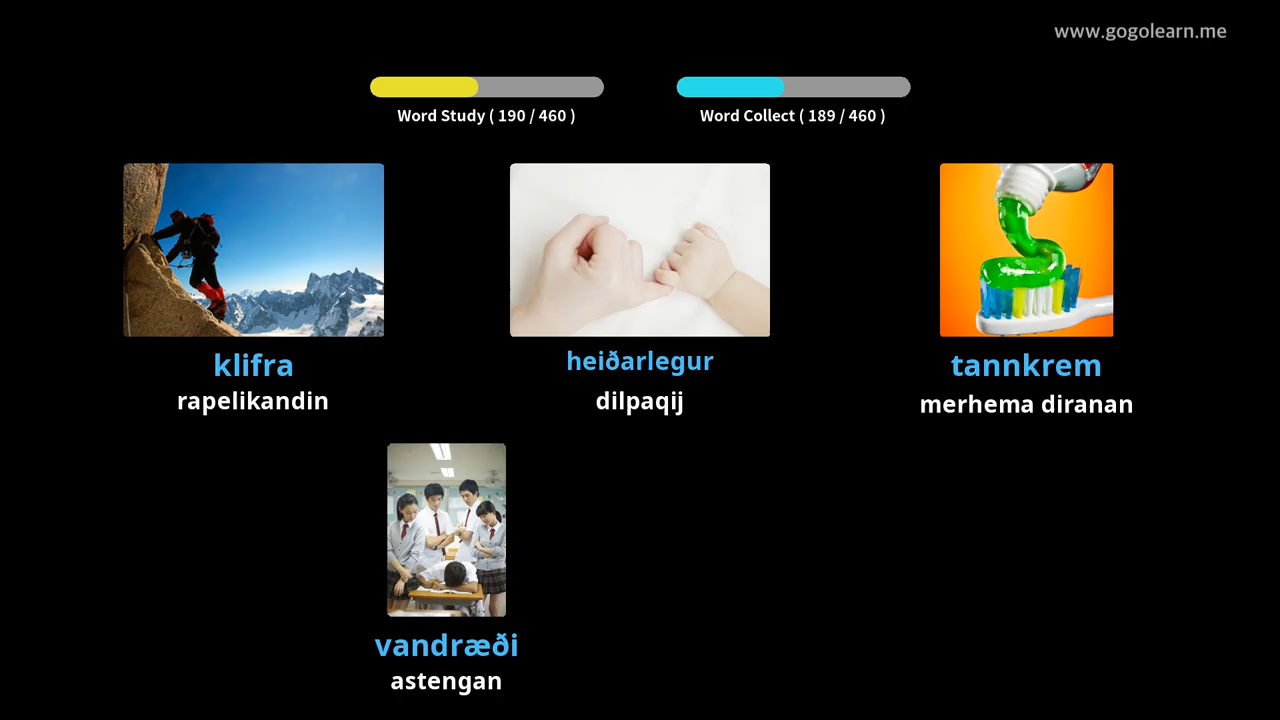 www.gogolearn.me
Word Study ( 190 / 460 )
Word Collect ( 189 / 460 )
klifra
rapelikandin
heiðarlegur
dilpaqij
tannkrem
merhema diranan
vandræði
astengan